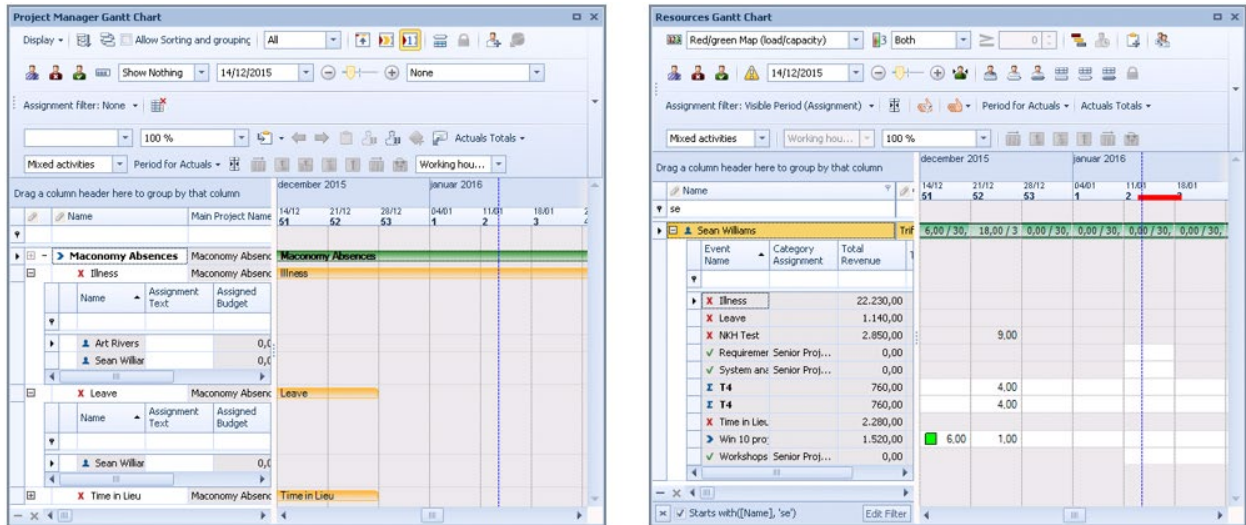 Project Manager Gantt Chart
Display
Allow Sorting and grouping
All
Show Nothing
14/12/2015
None
Assignment filter: None
100 %
Actuals Totals
Mixed activities
Period for Actuals
Working hou...
Drag a column header here to group by that column
december 2015
januar 2016
Name
Main Project Name
14/12 21/12 28/12 04/01 11/01 18/01
51 52 53 1 2 3
Maconomy Absences Maconomy Absenc Maconomy Absences
Illness Maconomy Absenc Illness
Name Assignment Text Assigned Budget
Art Rivers 0,0
Sean Williar 0,0
Leave Maconomy Absenc Leave
Name Assignment Text Assigned Budget
Sean Williar 0,0
Time in Lieu Maconomy Absenc Time in Lieu
Resources Gantt Chart
Red/green Map (load/capacity)
3 Both
0
14/12/2015
Assignment filter: Visible Period (Assignment)
Period for Actuals
Actuals Totals
Mixed activities
Working hou...
100 %
Drag a column header here to group by that column
december 2015
januar 2016
Name
14/12 21/12 28/12 04/01 11/01 18/01
51 52 53 1 2 3
se
Sean Williams Trif 6,00 / 30, 18,00 / 3 0,00 / 30, 0,00 / 30, 0,00 / 30, 0,00 / 30,
Event Name Category Assignment Total Revenue
Illness 22.230,00
Leave 1.140,00
NKH Test 2.850,00 9,00
Requiremer Senior Proj... 0,00
System ana Senior Proj... 0,00
T4 760,00 4,00
T4 760,00 4,00
Time in Lieu 2.280,00
Win 10 pro 1.520,00 6,00 1,00
Workshops Senior Proj... 0,00
Starts with([Name], 'se')
Edit Filter